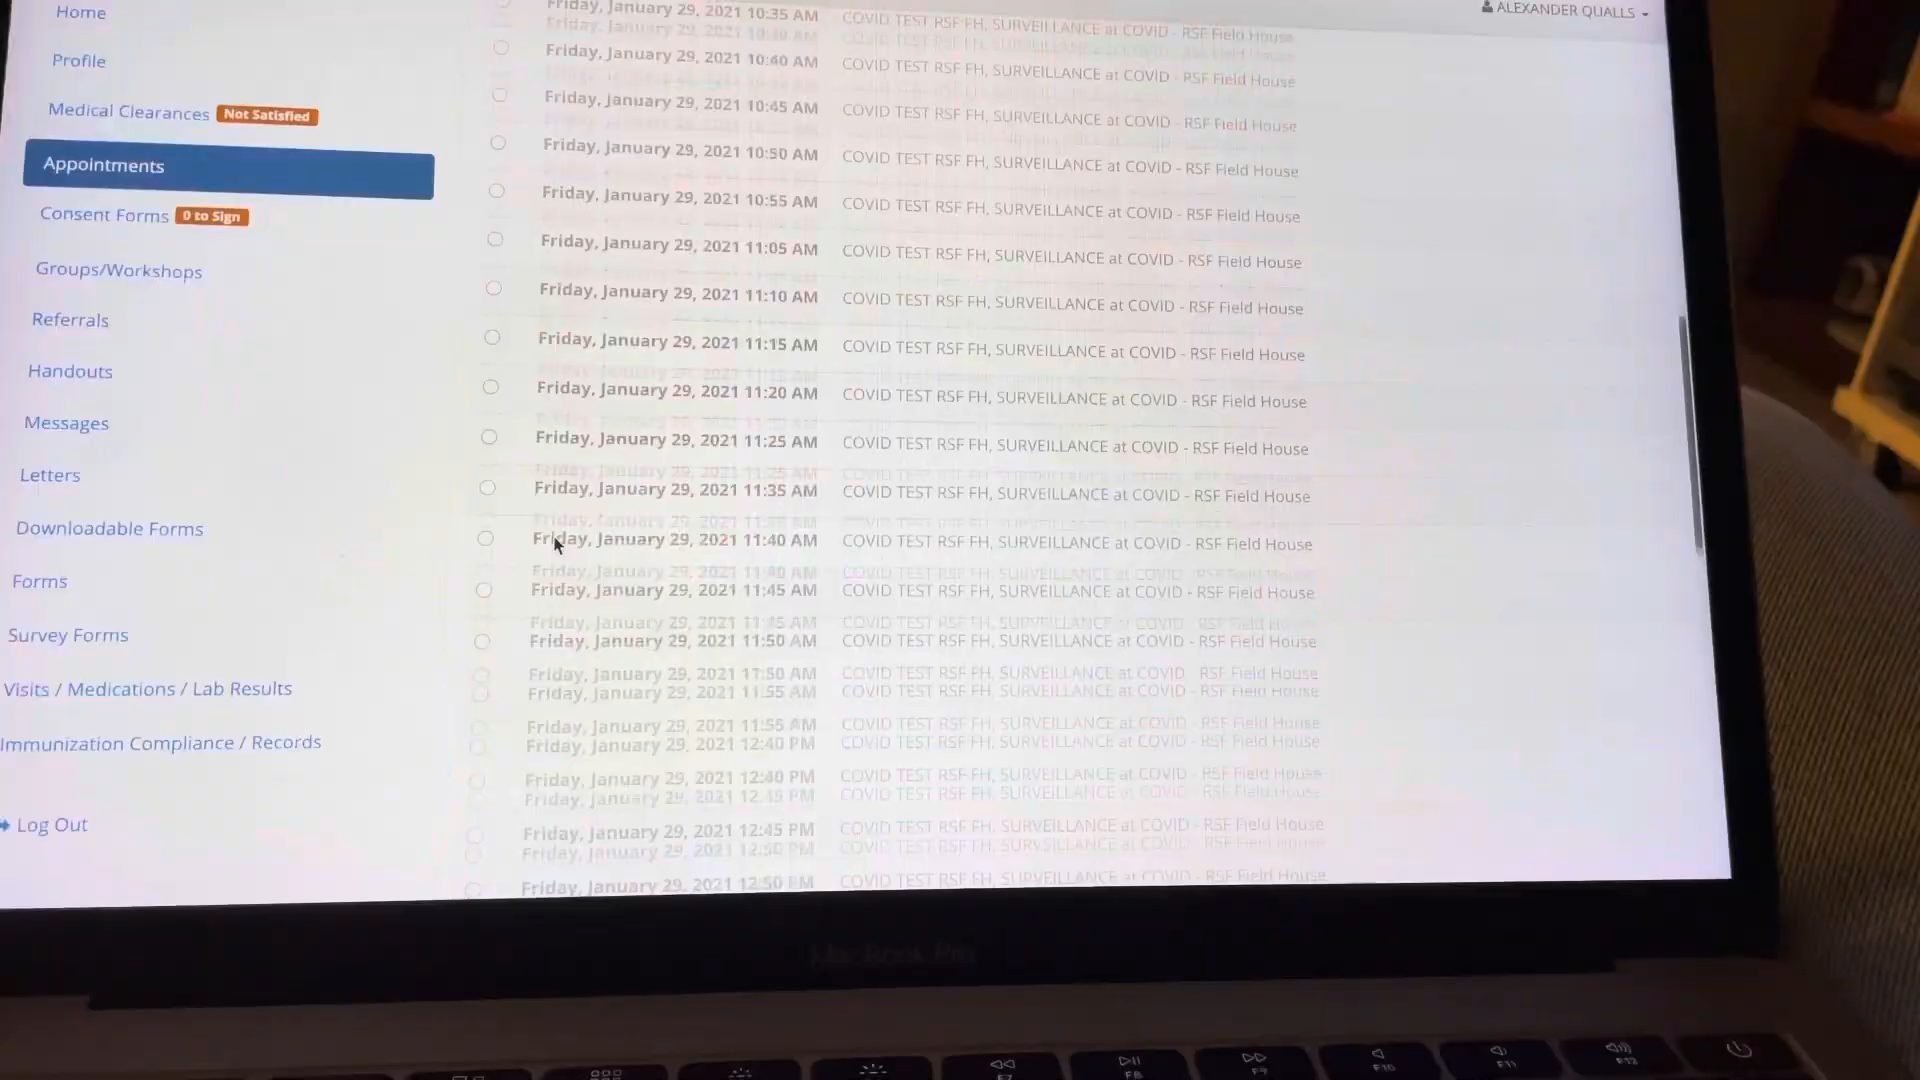 Home
Profile
Medical Clearances Not Satisfied
Appointments
Consent Forms 0 to Sign
Groups/Workshops
Referrals
Handouts
Messages
Letters
Downloadable Forms
Forms
Survey Forms
Visits / Medications / Lab Results
Immunization Compliance / Records
Log Out
ALEXANDER QUALLS
Friday, January 29, 2021 10:35 AM COVID TEST RSF FH, SURVEILLANCE at COVID - RSF Field House
Friday, January 29, 2021 10:40 AM COVID TEST RSF FH, SURVEILLANCE at COVID - RSF Field House
Friday, January 29, 2021 10:45 AM COVID TEST RSF FH, SURVEILLANCE at COVID - RSF Field House
Friday, January 29, 2021 10:50 AM COVID TEST RSF FH, SURVEILLANCE at COVID - RSF Field House
Friday, January 29, 2021 10:55 AM COVID TEST RSF FH, SURVEILLANCE at COVID - RSF Field House
Friday, January 29, 2021 11:05 AM COVID TEST RSF FH, SURVEILLANCE at COVID - RSF Field House
Friday, January 29, 2021 11:10 AM COVID TEST RSF FH, SURVEILLANCE at COVID - RSF Field House
Friday, January 29, 2021 11:15 AM COVID TEST RSF FH, SURVEILLANCE at COVID - RSF Field House
Friday, January 29, 2021 11:20 AM COVID TEST RSF FH, SURVEILLANCE at COVID - RSF Field House
Friday, January 29, 2021 11:25 AM COVID TEST RSF FH, SURVEILLANCE at COVID - RSF Field House
Friday, January 29, 2021 11:35 AM COVID TEST RSF FH, SURVEILLANCE at COVID - RSF Field House
Friday, January 29, 2021 11:40 AM COVID TEST RSF FH, SURVEILLANCE at COVID - RSF Field House
Friday, January 29, 2021 11:45 AM COVID TEST RSF FH, SURVEILLANCE at COVID - RSF Field House
Friday, January 29, 2021 11:50 AM COVID TEST RSF FH, SURVEILLANCE at COVID - RSF Field House
Friday, January 29, 2021 11:55 AM COVID TEST RSF FH, SURVEILLANCE at COVID - RSF Field House
Friday, January 29, 2021 12:40 PM COVID TEST RSF FH, SURVEILLANCE at COVID - RSF Field House
Friday, January 29, 2021 12:45 PM COVID TEST RSF FH, SURVEILLANCE at COVID - RSF Field House
Friday, January 29, 2021 12:50 PM COVID TEST RSF FH, SURVEILLANCE at COVID - RSF Field House
MacBook Pro
F8
F9
F10
F11
F12